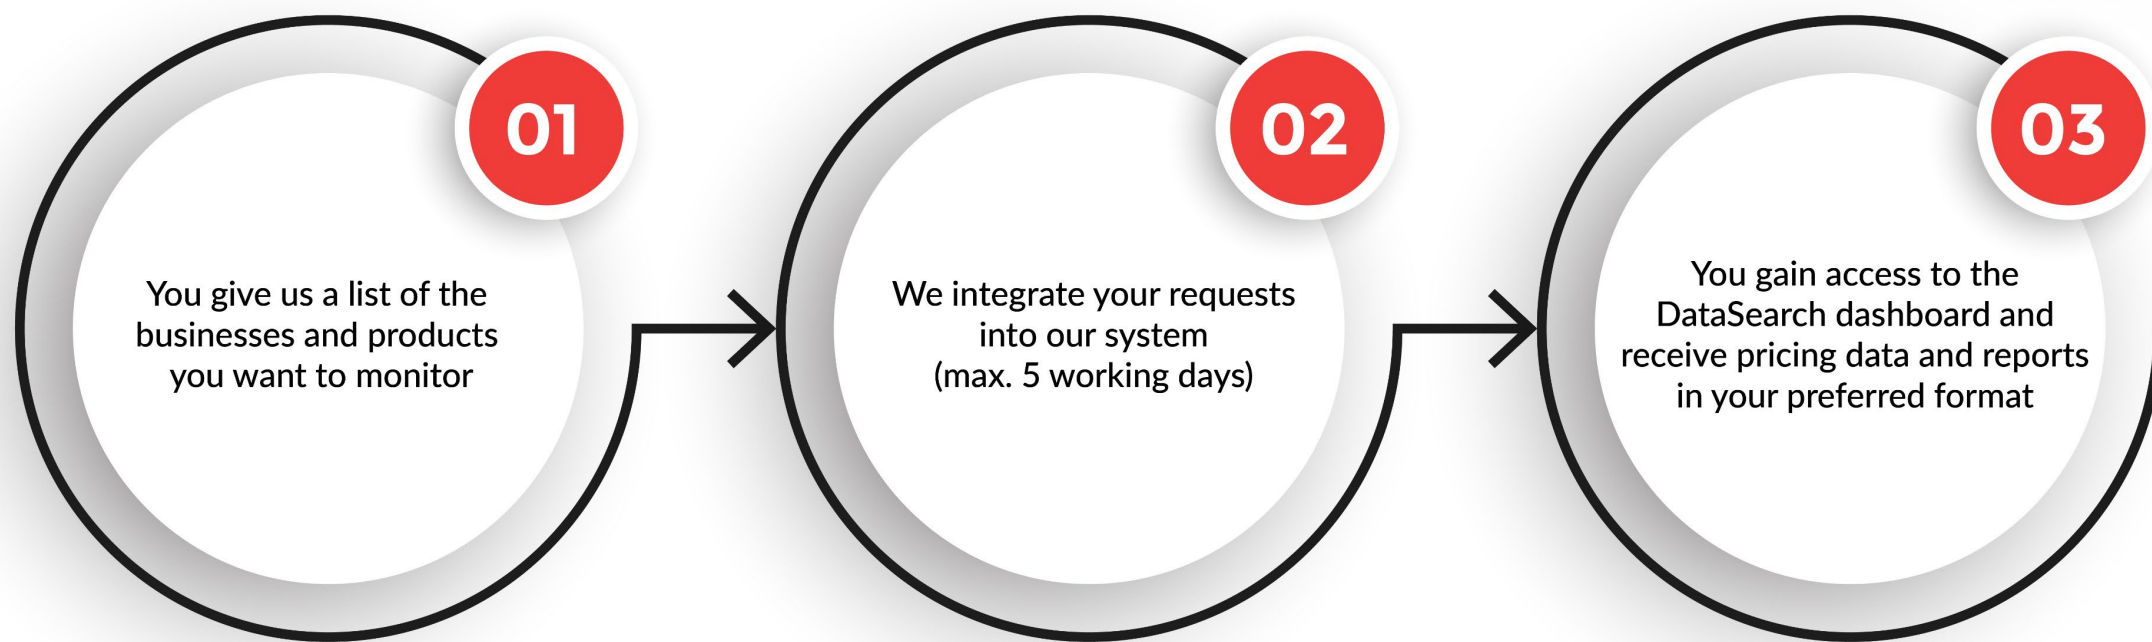 01
You give us a list of the
businesses and products
you want to monitor
02
We integrate your requests
into our system
(max. 5 working days)
03
You gain access to the
DataSearch dashboard and
receive pricing data and reports
in your preferred format